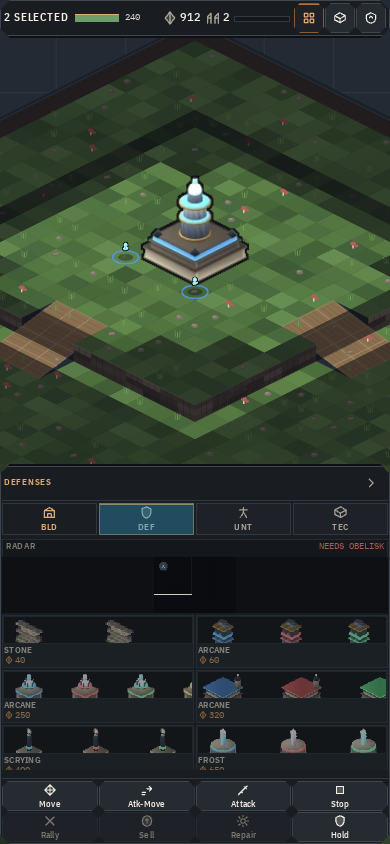 2 SELECTED 240 912 2
DEFENSES
BLD DEF UNT TEC
RADAR NEEDS OBELISK
STONE ARCANE
40 60
ARCANE ARCANE
250 320
SCRYING FROST
Move Atk-Move Attack Stop
Rally Sell Repair Hold